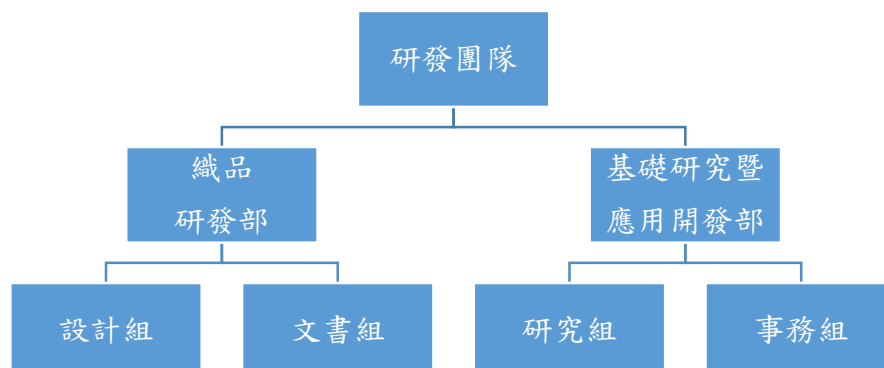 研發團隊
織品
研發部
基礎研究暨
應用開發部
設計組
文書組
研究組
事務組